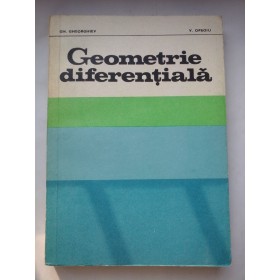 GH. GHEORGHIEV V. OPROIU
Geometrie
diferențială